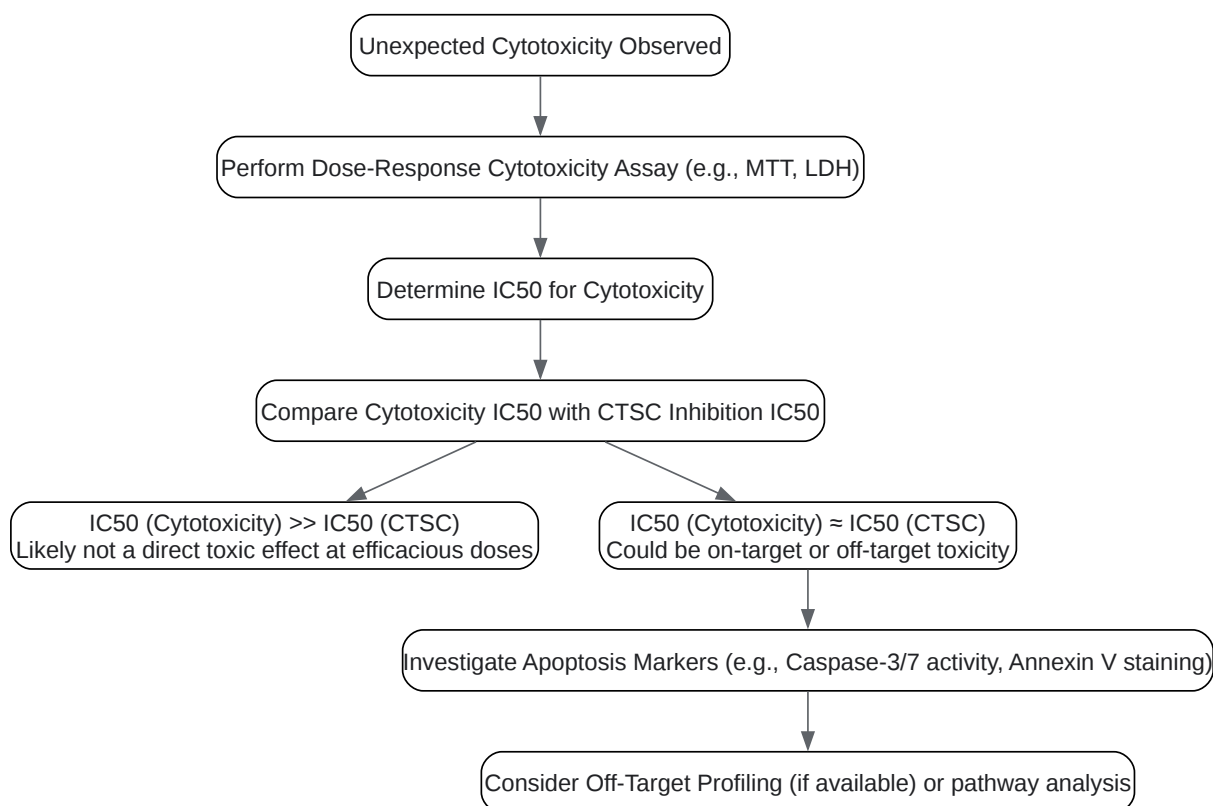 Unexpected Cytotoxicity Observed
Perform Dose-Response Cytotoxicity Assay (e.g., MTT, LDH)
Determine IC50 for Cytotoxicity
Compare Cytotoxicity IC50 with CTSC Inhibition IC50
IC50 (Cytotoxicity) >> IC50 (CTSC)
Likely not a direct toxic effect at efficacious doses
IC50 (Cytotoxicity) ≈ IC50 (CTSC)
Could be on-target or off-target toxicity
Investigate Apoptosis Markers (e.g., Caspase-3/7 activity, Annexin V staining)
Consider Off-Target Profiling (if available) or pathway analysis